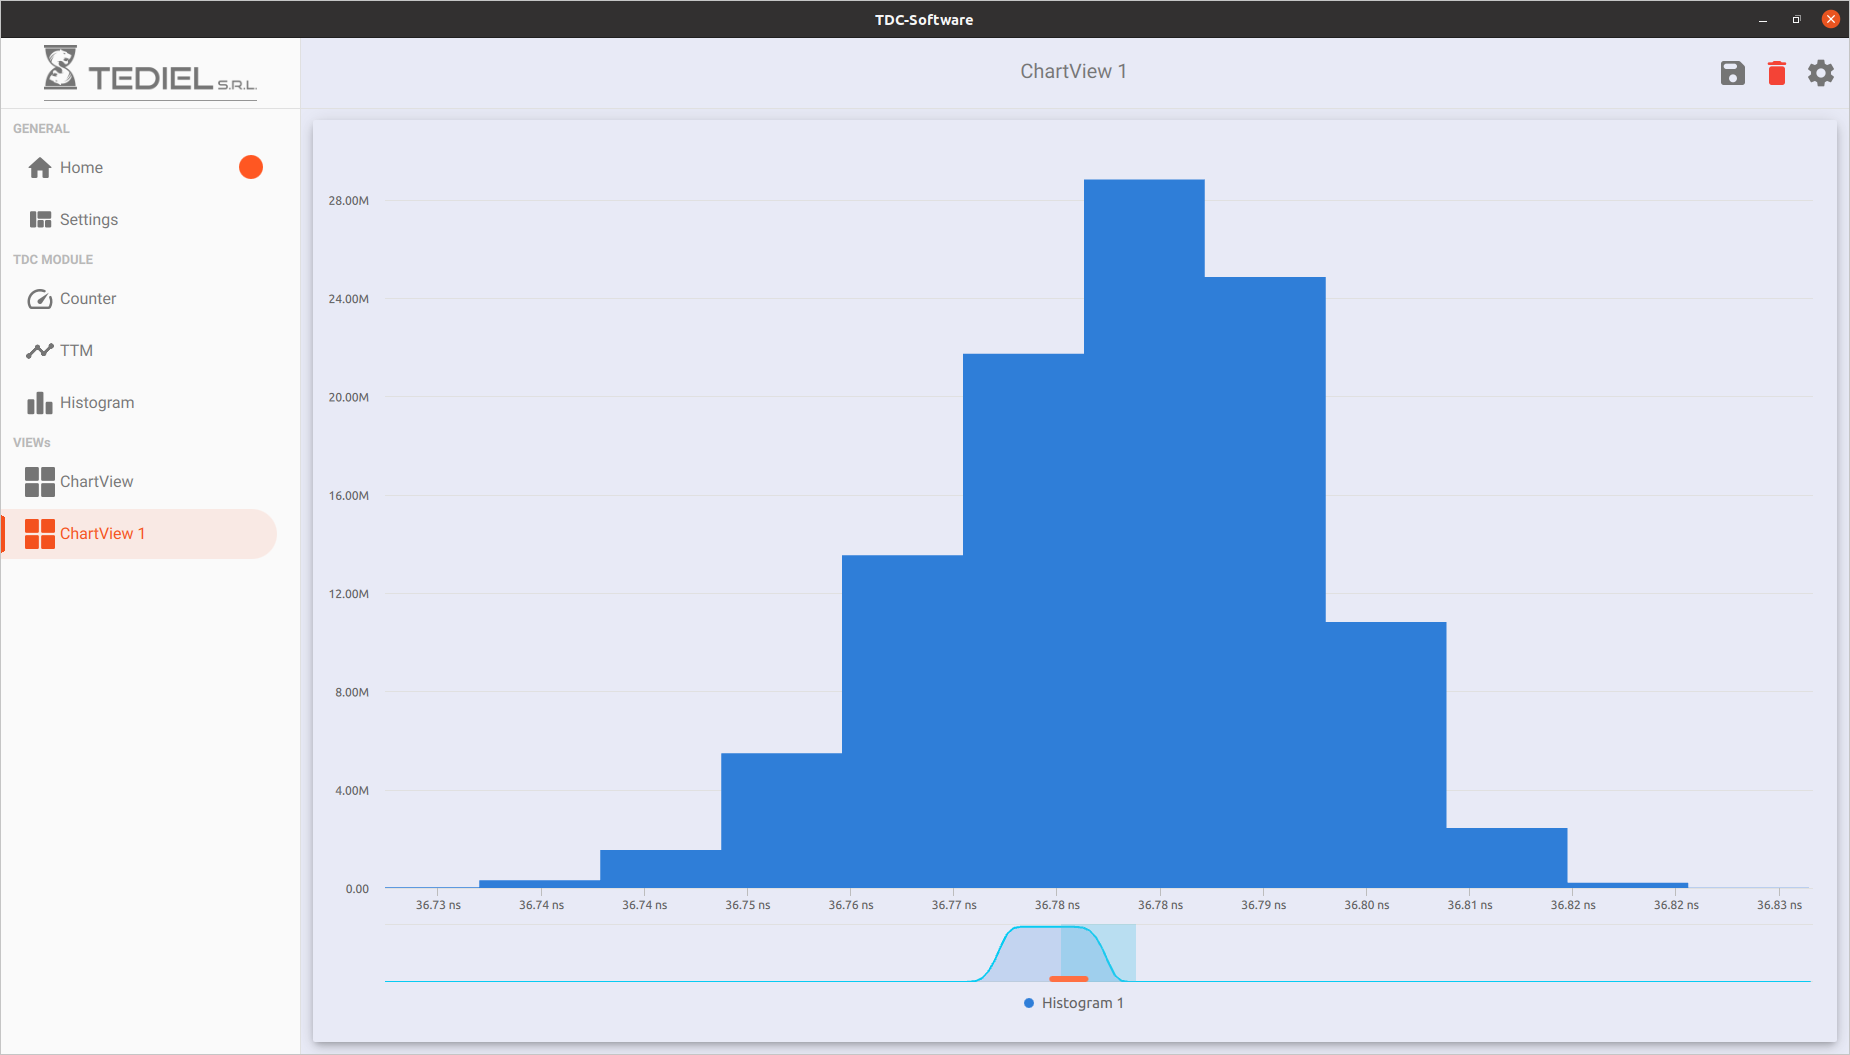 TDC-Software
TEDIEL S.R.L.
ChartView 1
GENERAL
Home
Settings
TDC MODULE
Counter
TTM
Histogram
VIEWs
ChartView
ChartView 1
28.00M
24.00M
20.00M
16.00M
12.00M
8.00M
4.00M
0.00
36.73 ns 36.74 ns 36.74 ns 36.75 ns 36.76 ns 36.77 ns 36.78 ns 36.78 ns 36.79 ns 36.80 ns 36.81 ns 36.82 ns 36.82 ns 36.83 ns
Histogram 1